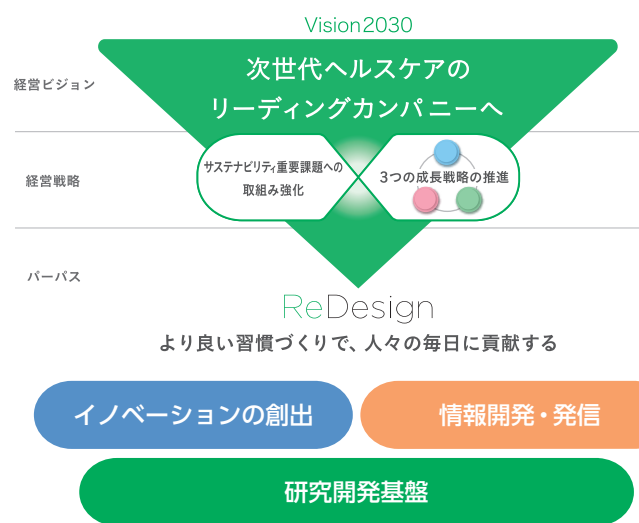 Vision2030
経営ビジョン
次世代ヘルスケアの
リーディングカンパニーへ
経営戦略
サステナビリティ重要課題への
取組み強化
3つの成長戦略の推進
パーパス
ReDesign
より良い習慣づくりで、人々の毎日に貢献する
イノベーションの創出
情報開発・発信
研究開発基盤